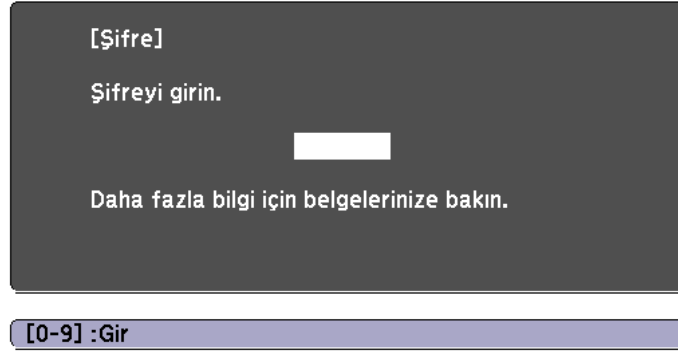 [Şifre]
Şifreyi girin.
Daha fazla bilgi için belgelerinize bakın.
[0-9] :Gir